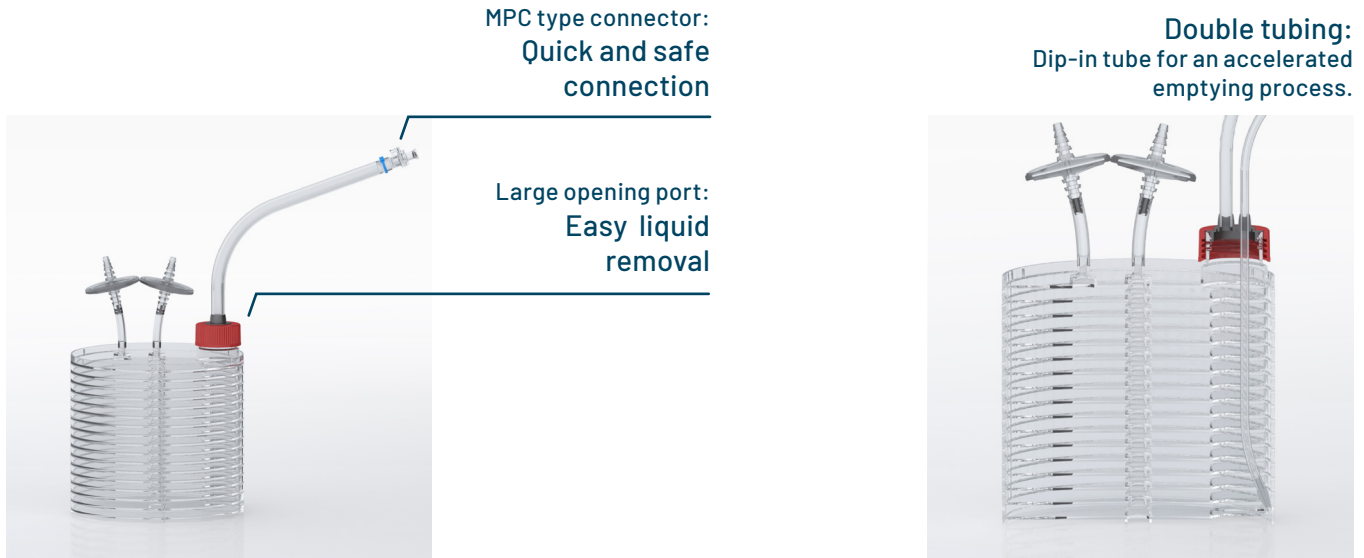 MPC type connector:
Quick and safe
connection
Large opening port:
Easy liquid
removal
Double tubing:
Dip-in tube for an accelerated
emptying process.